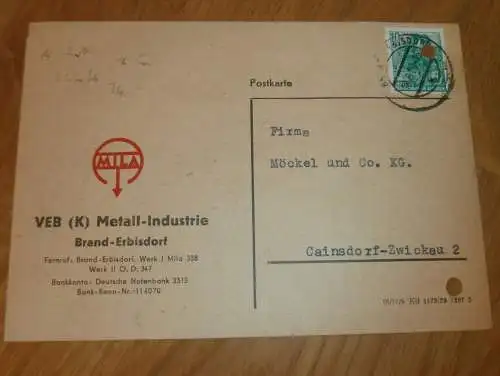 Postkarte
MILA
VEB (K) Metall-Industrie
Brand-Erbisdorf
Fernruf: Brand-Erbisdorf, Werk I Mila 338
Werk II O. D. 347
Bankkonto: Deutsche Notenbank 3315
Bank-Kenn-Nr.-114070
Firma
Möckel und Co. KG.
Cainsdorf-Zwickau 2